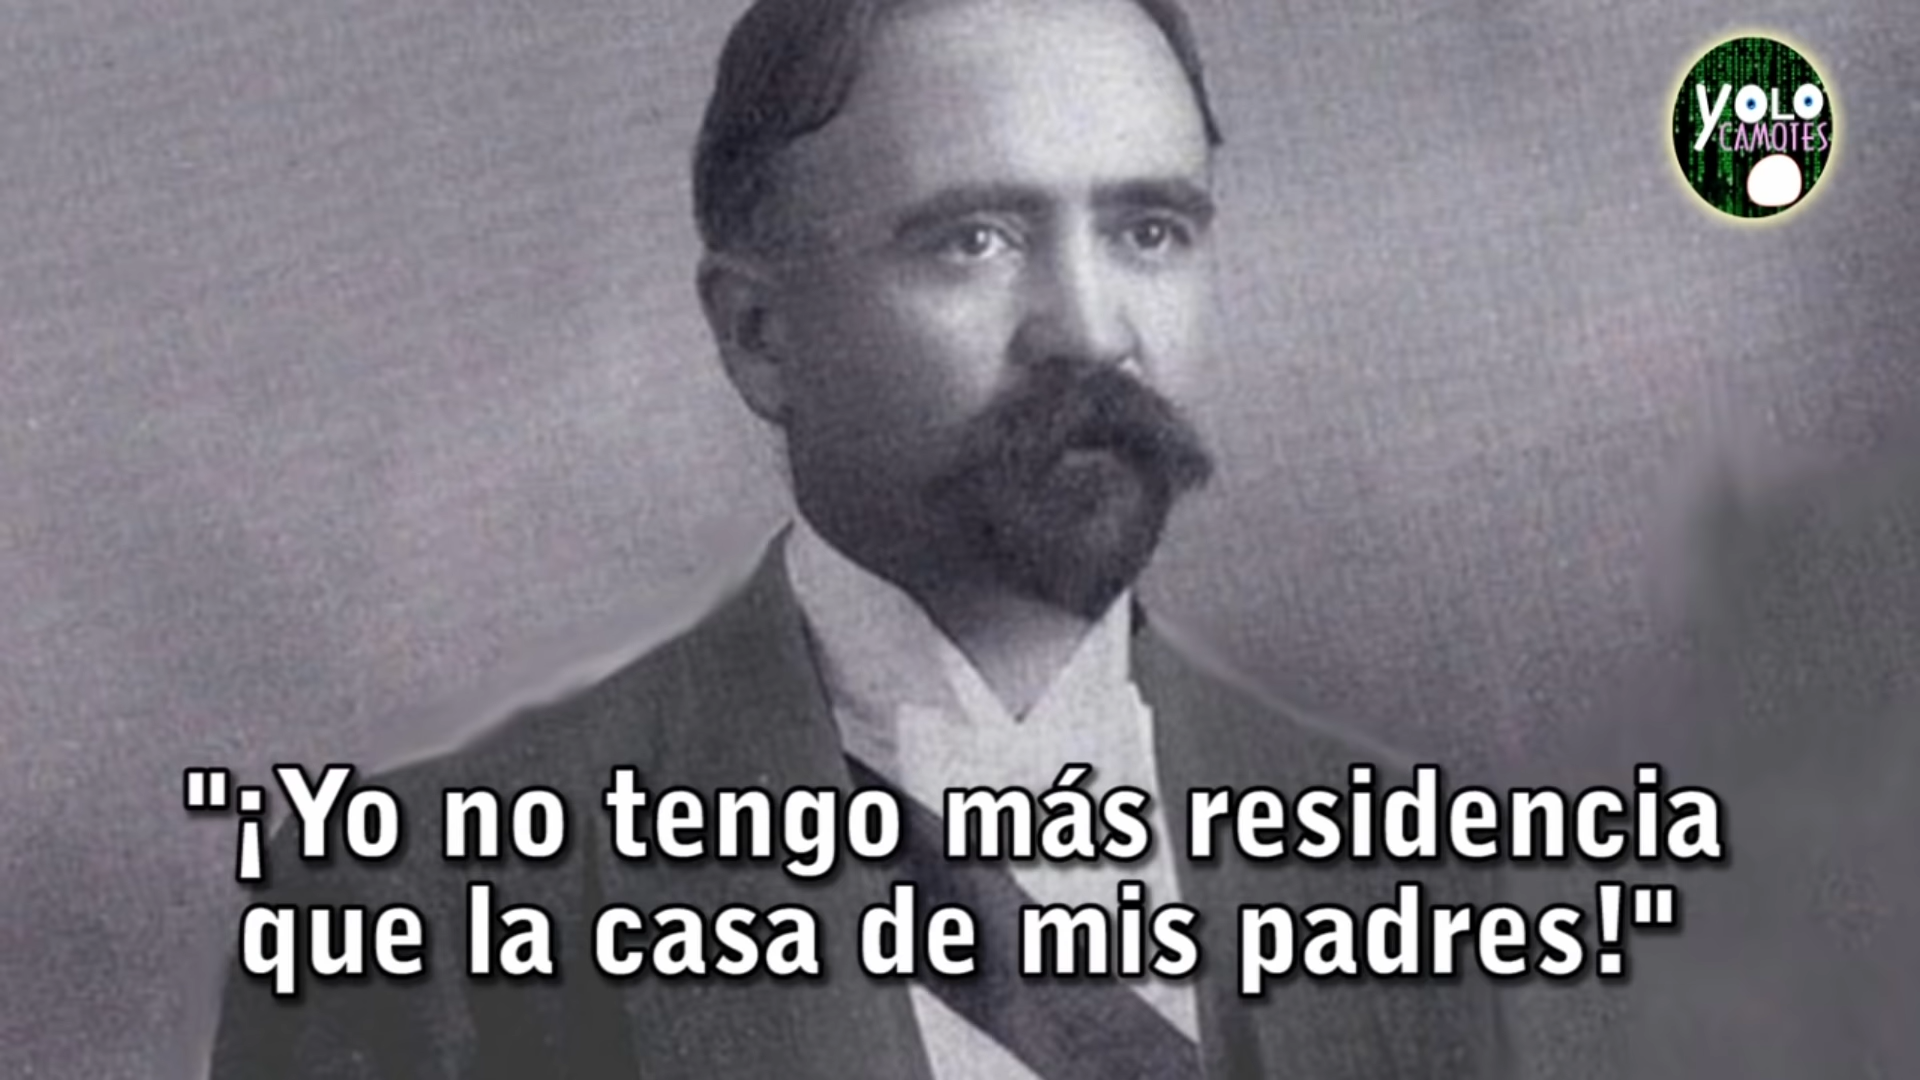 YOLO
CAMOTES
"¡Yo no tengo más residencia
que la casa de mis padres!"